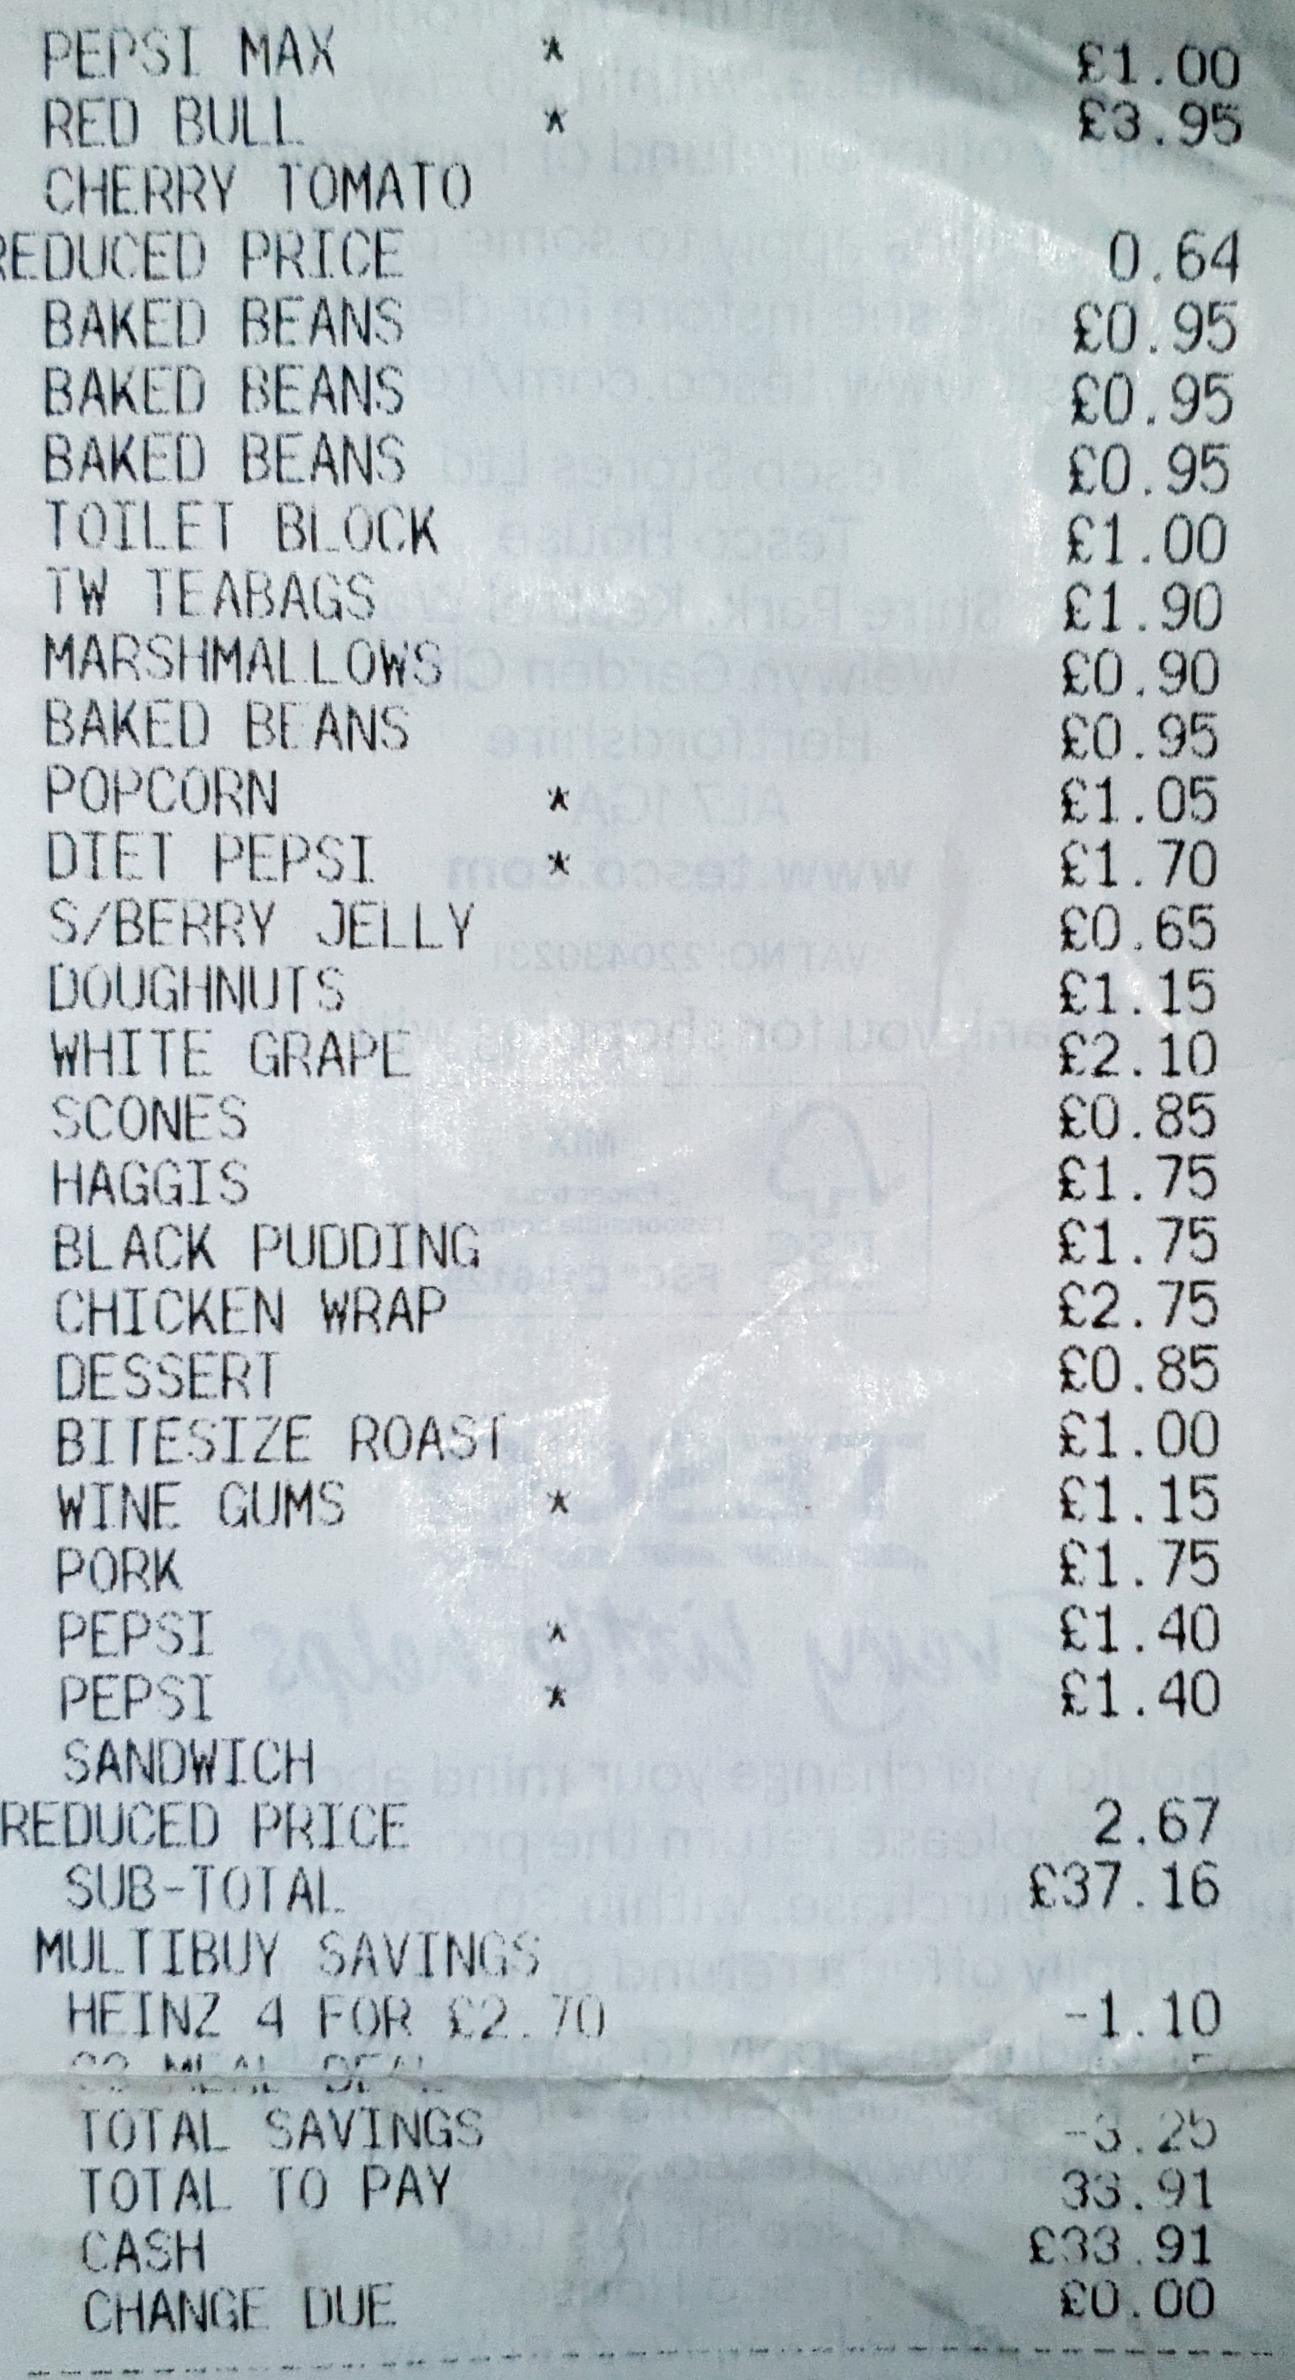 PEPSI MAX * £1.00
RED BULL * £3.95
CHERRY TOMATO
REDUCED PRICE 0.64
BAKED BEANS £0.95
BAKED BEANS £0.95
BAKED BEANS £0.95
TOILET BLOCK £1.00
TW TEABAGS £1.90
MARSHMALLOWS £0.90
BAKED BEANS £0.95
POPCORN * £1.05
DIET PEPSI * £1.70
S/BERRY JELLY £0.65
DOUGHNUTS £1.15
WHITE GRAPE £2.10
SCONES £0.85
HAGGIS £1.75
BLACK PUDDING £1.75
CHICKEN WRAP £2.75
DESSERT £0.85
BITESIZE ROAST £1.00
WINE GUMS * £1.15
PORK £1.75
PEPSI * £1.40
PEPSI * £1.40
SANDWICH
REDUCED PRICE 2.67
SUB-TOTAL £37.16
MULTIBUY SAVINGS
HEINZ 4 FOR £2.70 -1.10
MEAL DEAL
TOTAL SAVINGS -3.25
TOTAL TO PAY 33.91
CASH £33.91
CHANGE DUE £0.00